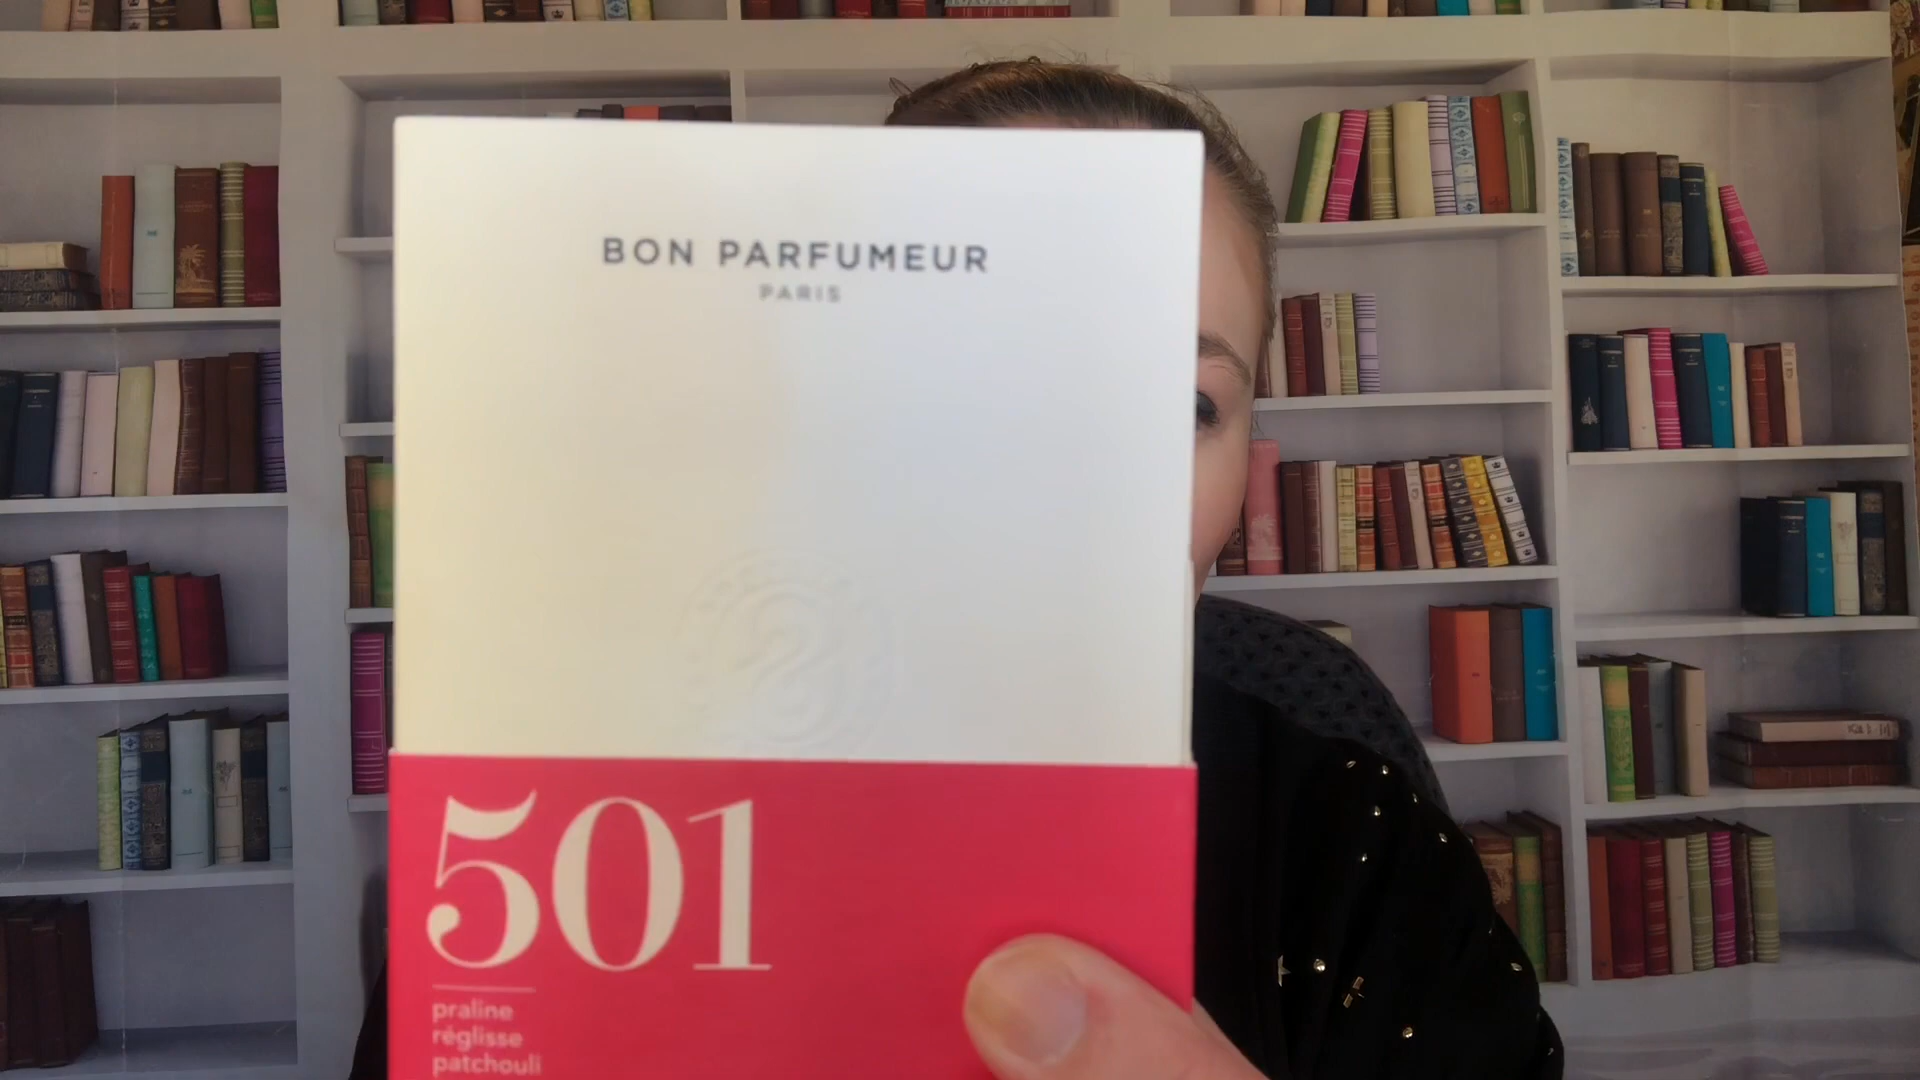 BON PARFUMEUR
PARIS
501
praline
réglisse
patchouli